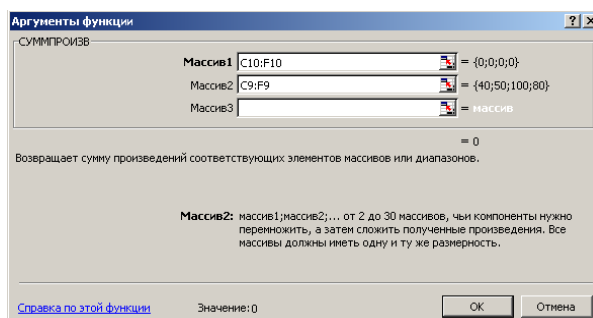 Аргументы функции
СУММПРОИЗВ
Массив1 C10:F10 = {0;0;0;0}
Массив2 C9:F9 = {40;50;100;80}
Массив3 = массив
= 0
Возвращает сумму произведений соответствующих элементов массивов или диапазонов.
Массив2: массив1;массив2;... от 2 до 30 массивов, чьи компоненты нужно
перемножить, а затем сложить полученные произведения. Все
массивы должны иметь одну и ту же размерность.
Справка по этой функции Значение:0 ОК Отмена